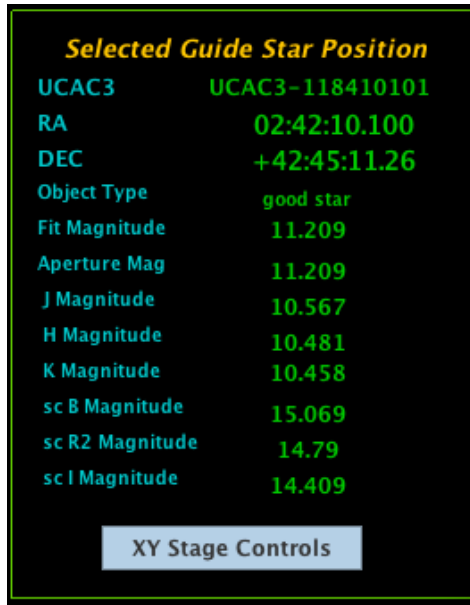 Selected Guide Star Position
UCAC3 UCAC3-118410101
RA 02:42:10.100
DEC +42:45:11.26
Object Type good star
Fit Magnitude 11.209
Aperture Mag 11.209
J Magnitude 10.567
H Magnitude 10.481
K Magnitude 10.458
sc B Magnitude 15.069
sc R2 Magnitude 14.79
sc I Magnitude 14.409
XY Stage Controls